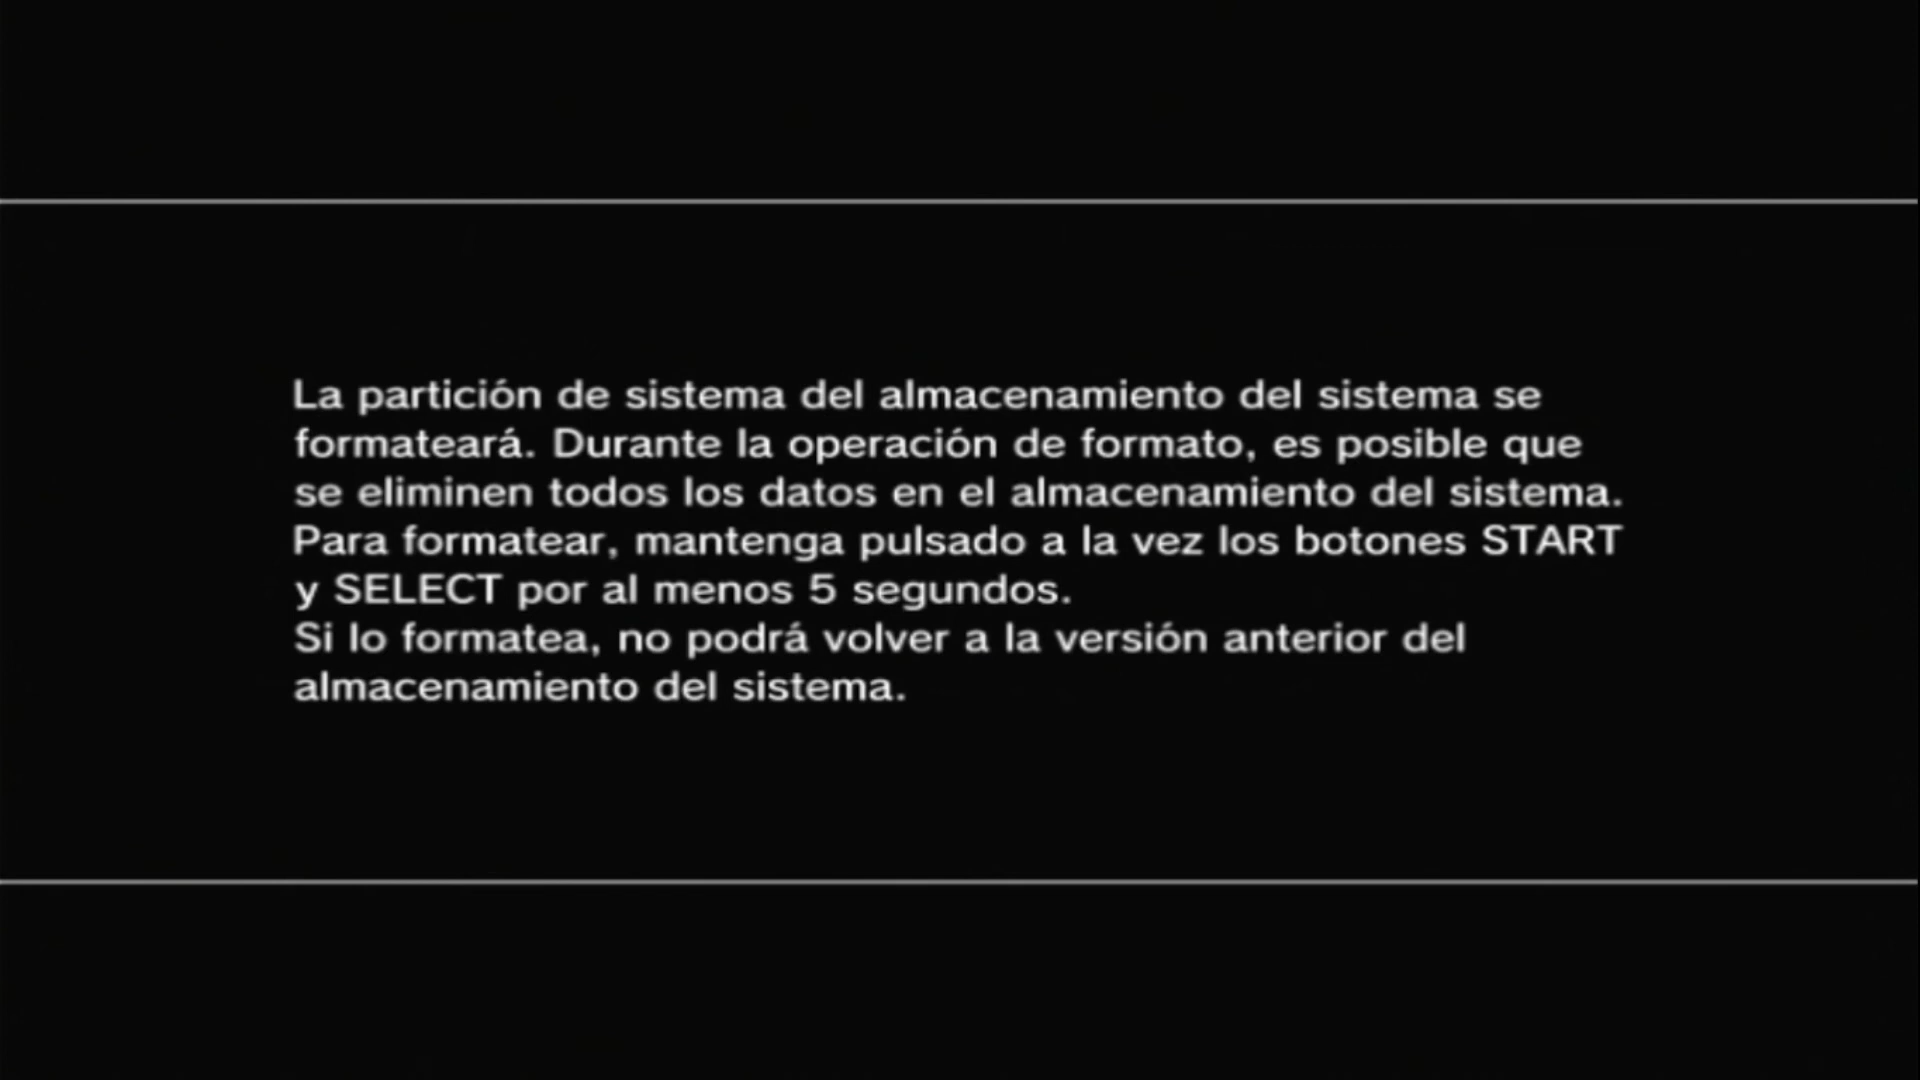 La partición de sistema del almacenamiento del sistema se
formateará. Durante la operación de formato, es posible que
se eliminen todos los datos en el almacenamiento del sistema.
Para formatear, mantenga pulsado a la vez los botones START
y SELECT por al menos 5 segundos.
Si lo formatea, no podrá volver a la versión anterior del
almacenamiento del sistema.